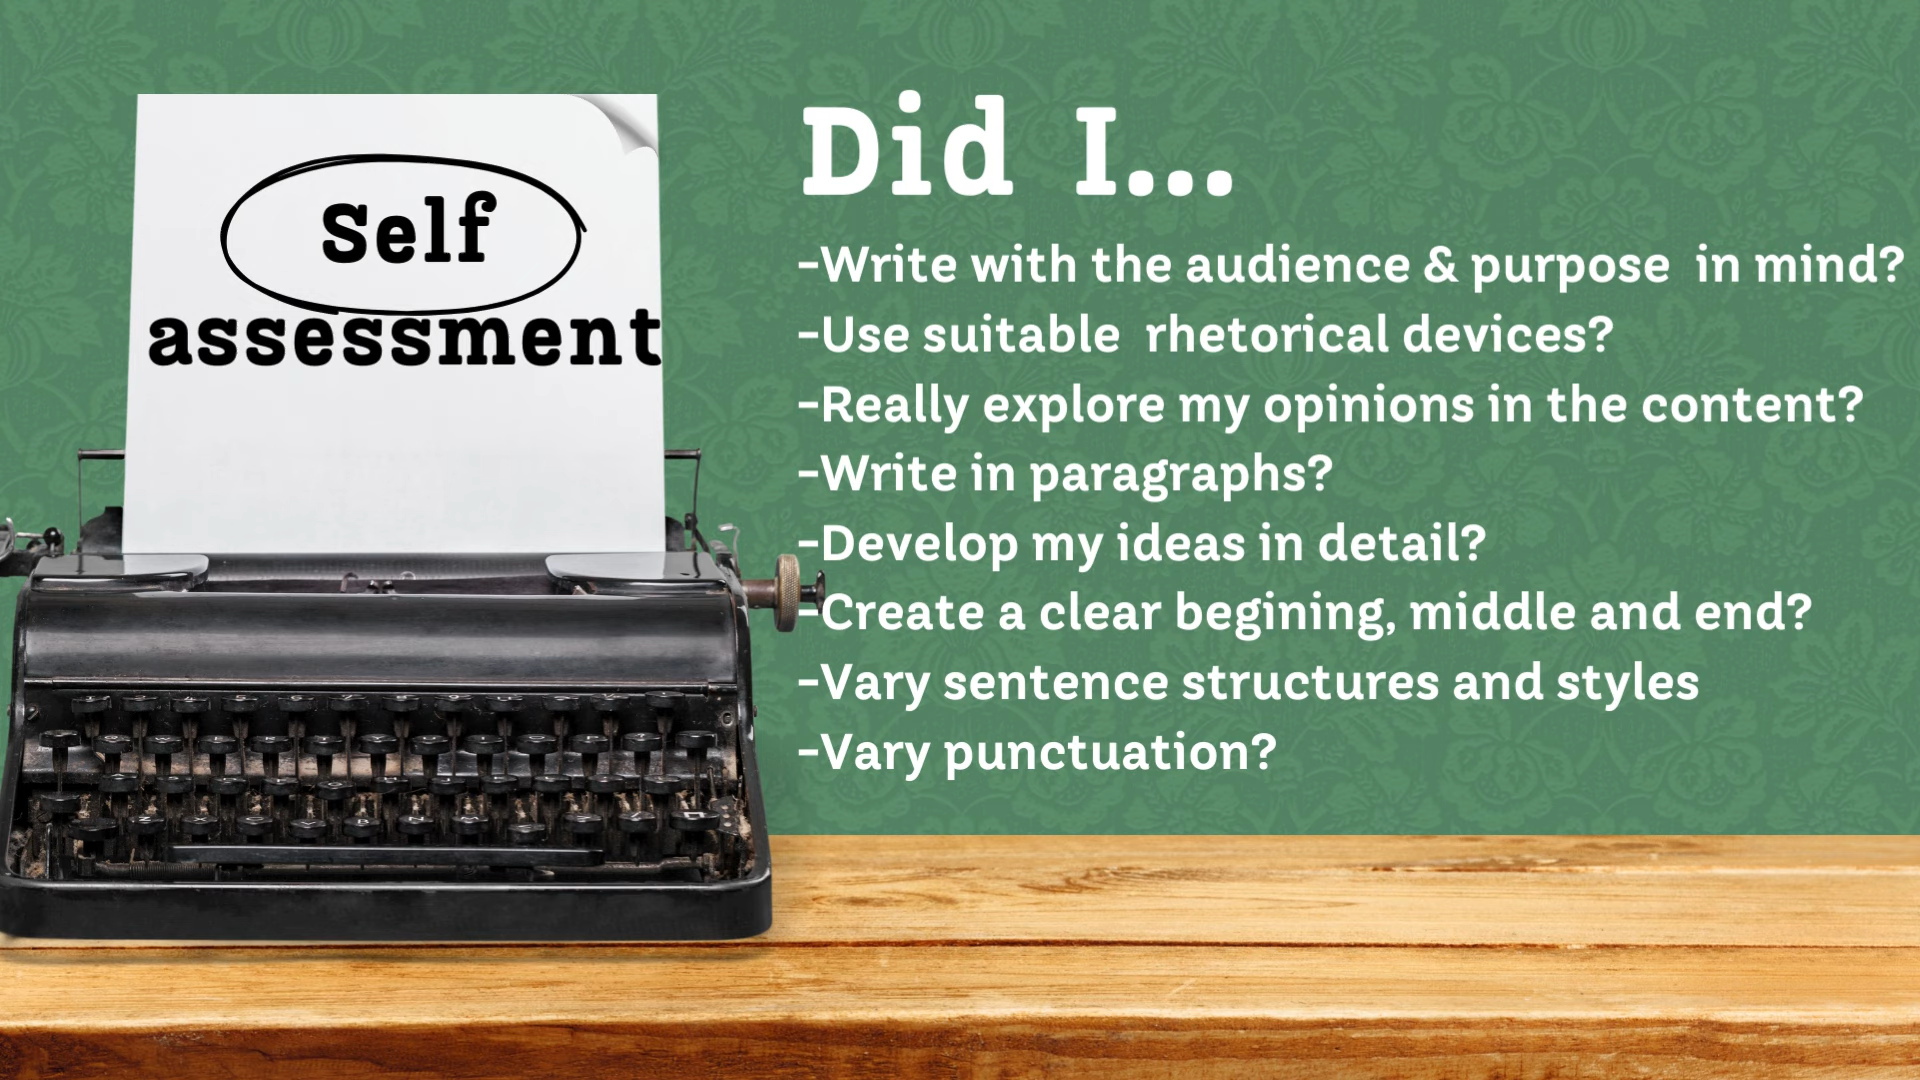 Self
assessment
Did I...
-Write with the audience & purpose in mind?
-Use suitable rhetorical devices?
-Really explore my opinions in the content?
-Write in paragraphs?
-Develop my ideas in detail?
-Create a clear begining, middle and end?
-Vary sentence structures and styles
-Vary punctuation?